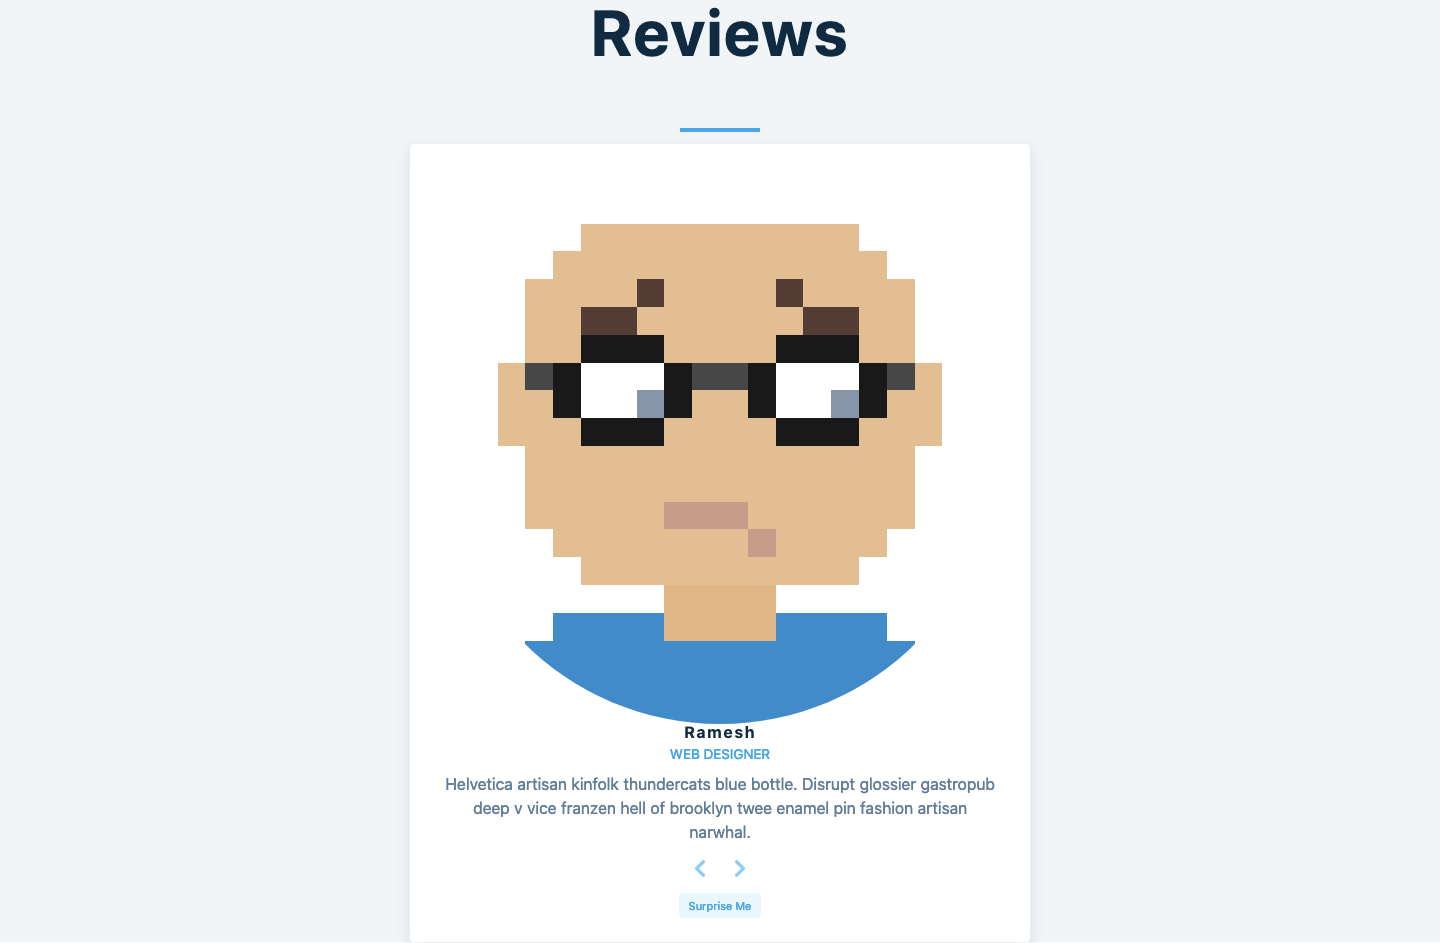 Reviews
Ramesh
WEB DESIGNER
Helvetica artisan kinfolk thundercats blue bottle. Disrupt glossier gastropub
deep v vice franzen hell of brooklyn twee enamel pin fashion artisan
narwhal.
Surprise Me